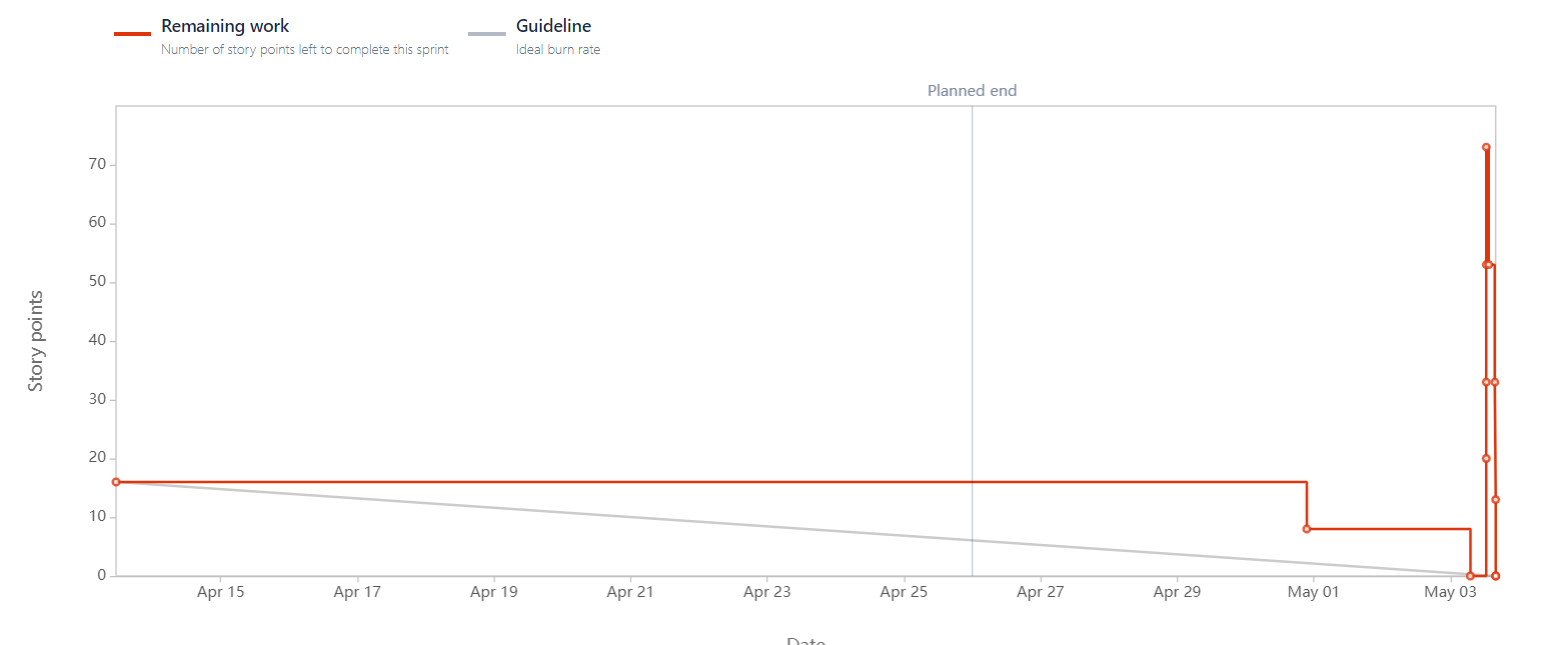 Remaining work
Number of story points left to complete this sprint
Guideline
Ideal burn rate
Planned end
Story points
70
60
50
40
30
20
10
0
Apr 15
Apr 17
Apr 19
Apr 21
Apr 23
Apr 25
Apr 27
Apr 29
May 01
May 03
Date